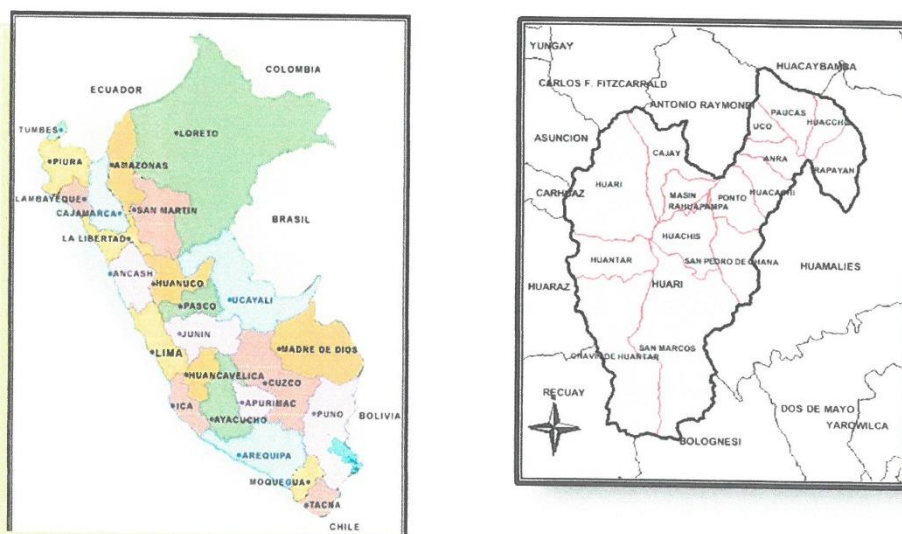 COLOMBIA
ECUADOR
TUMBES
LORETO
PIURA
AMAZONAS
LAMBAYEQUE
CAJAMARCA
SAN MARTIN
BRASIL
LA LIBERTAD
ANCASH
HUANUCO
UCAYALI
PASCO
JUNIN
LIMA
MADRE DE DIOS
HUANCAVELICA
CUZCO
ICA
APURIMAC
PUNO
BOLIVIA
AYACUCHO
AREQUIPA
MOQUEGUA
TACNA
CHILE
YUNGAY
HUACAYBAMBA
CARLOS F. FITZCARRALD
ANTONIO RAYMONDI
PAUCAS
HUACCHO
UCO
ASUNCION
CAJAY
ANRA
RAPAYAN
HUARI
CARHUAZ
MASIN
PONTO
HUACACHI
RAHUAPAMPA
HUACHIS
HUANTAR
SAN PEDRO DE CHANA
HUAMALIES
HUARAZ
HUARI
SAN MARCOS
CHAVIN DE HUANTAR
RECUAY
DOS DE MAYO
YAROWILCA
BOLOGNESI